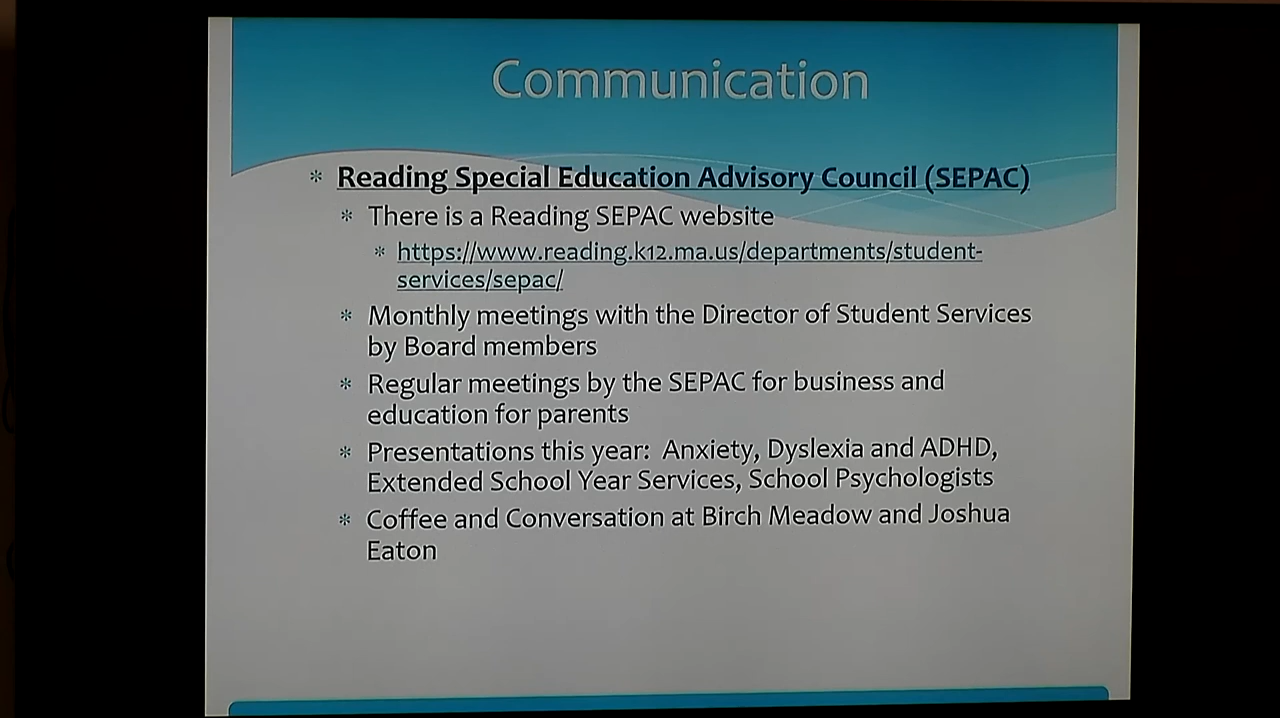 Communication
* Reading Special Education Advisory Council (SEPAC)
* There is a Reading SEPAC website
* https://www.reading.k12.ma.us/departments/student-
services/sepac/
* Monthly meetings with the Director of Student Services
by Board members
* Regular meetings by the SEPAC for business and
education for parents
* Presentations this year:  Anxiety, Dyslexia and ADHD,
Extended School Year Services, School Psychologists
* Coffee and Conversation at Birch Meadow and Joshua
Eaton